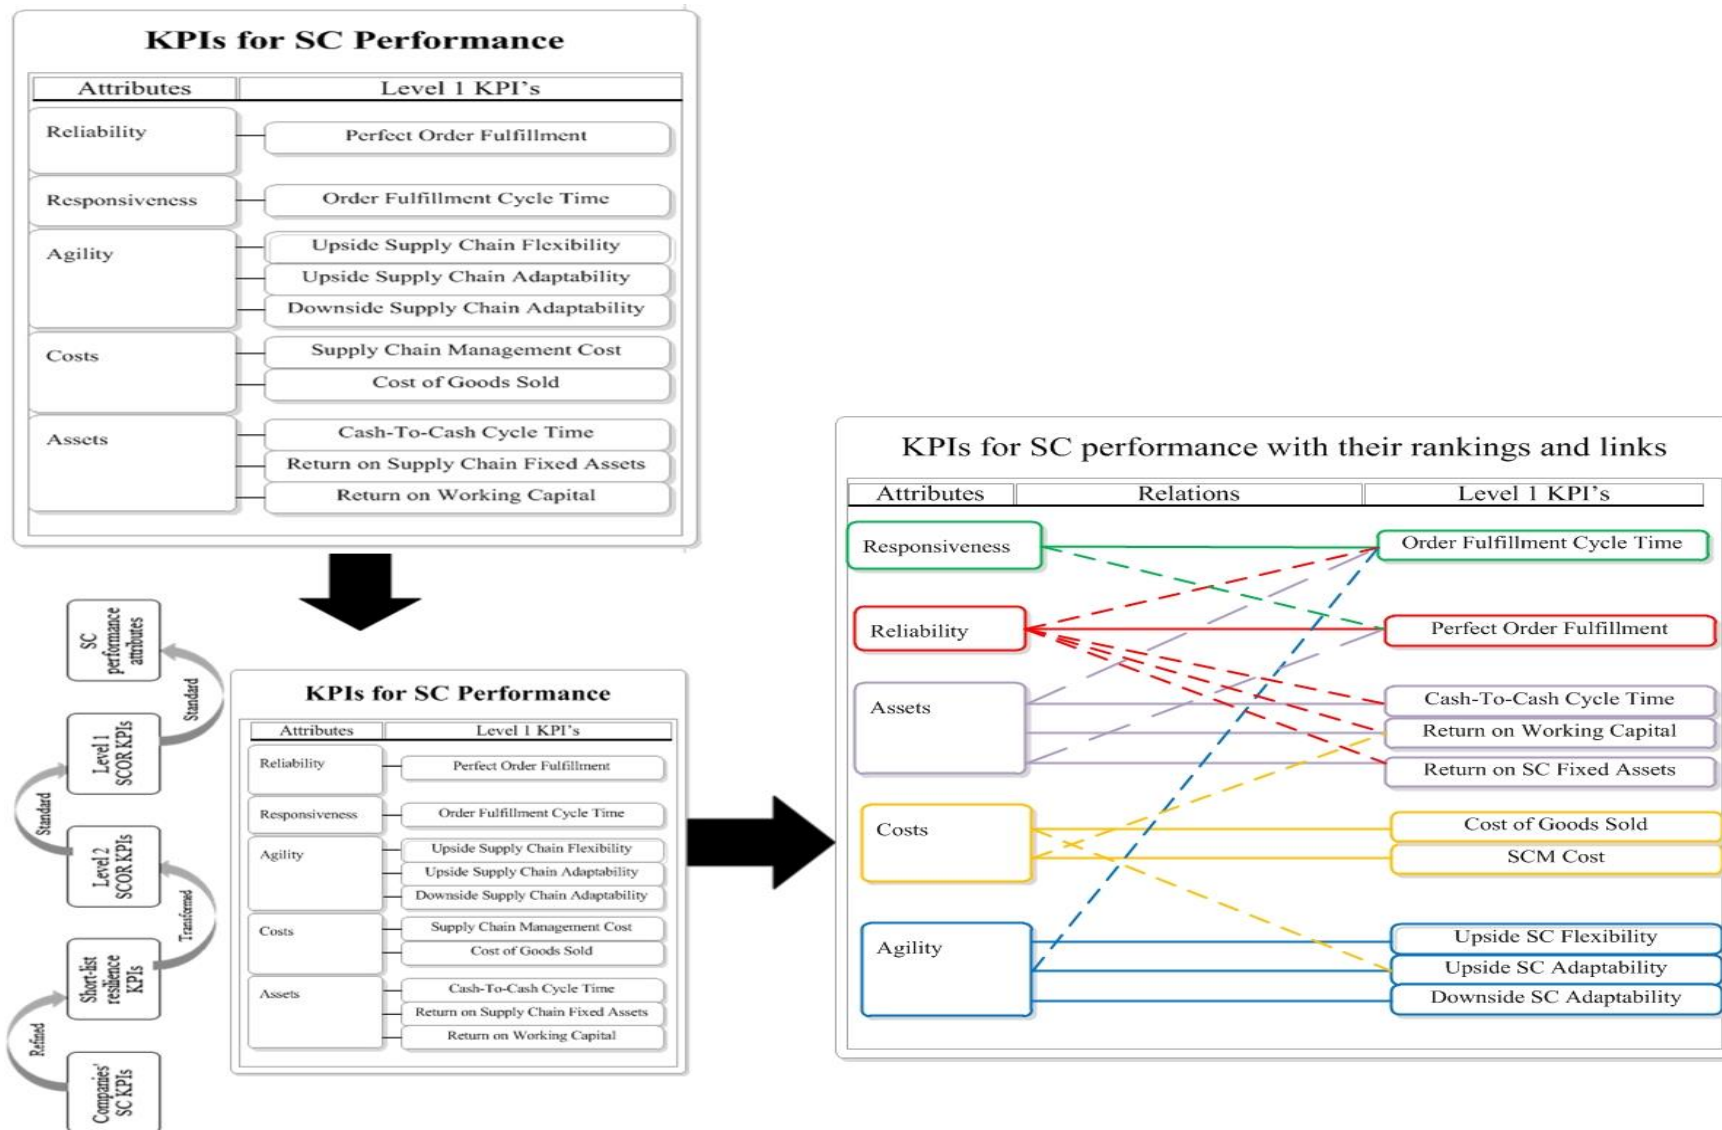 KPIs for SC Performance
Attributes Level 1 KPI's
Reliability Perfect Order Fulfillment
Responsiveness Order Fulfillment Cycle Time
Agility Upside Supply Chain Flexibility
Upside Supply Chain Adaptability
Downside Supply Chain Adaptability
Costs Supply Chain Management Cost
Cost of Goods Sold
Assets Cash-To-Cash Cycle Time
Return on Supply Chain Fixed Assets
Return on Working Capital
SC
performance
attributes
Standard
Level 1
SCOR KPIs
Standard
Level 2
SCOR KPIs
Transformed
Short-list
resilience
KPIs
Refined
Companies'
SC KPIs
KPIs for SC Performance
Attributes Level 1 KPI's
Reliability Perfect Order Fulfillment
Responsiveness Order Fulfillment Cycle Time
Agility Upside Supply Chain Flexibility
Upside Supply Chain Adaptability
Downside Supply Chain Adaptability
Costs Supply Chain Management Cost
Cost of Goods Sold
Assets Cash-To-Cash Cycle Time
Return on Supply Chain Fixed Assets
Return on Working Capital
KPIs for SC performance with their rankings and links
Attributes Relations Level 1 KPI's
Responsiveness Order Fulfillment Cycle Time
Reliability Perfect Order Fulfillment
Assets Cash-To-Cash Cycle Time
Return on Working Capital
Return on SC Fixed Assets
Costs Cost of Goods Sold
SCM Cost
Agility Upside SC Flexibility
Upside SC Adaptability
Downside SC Adaptability